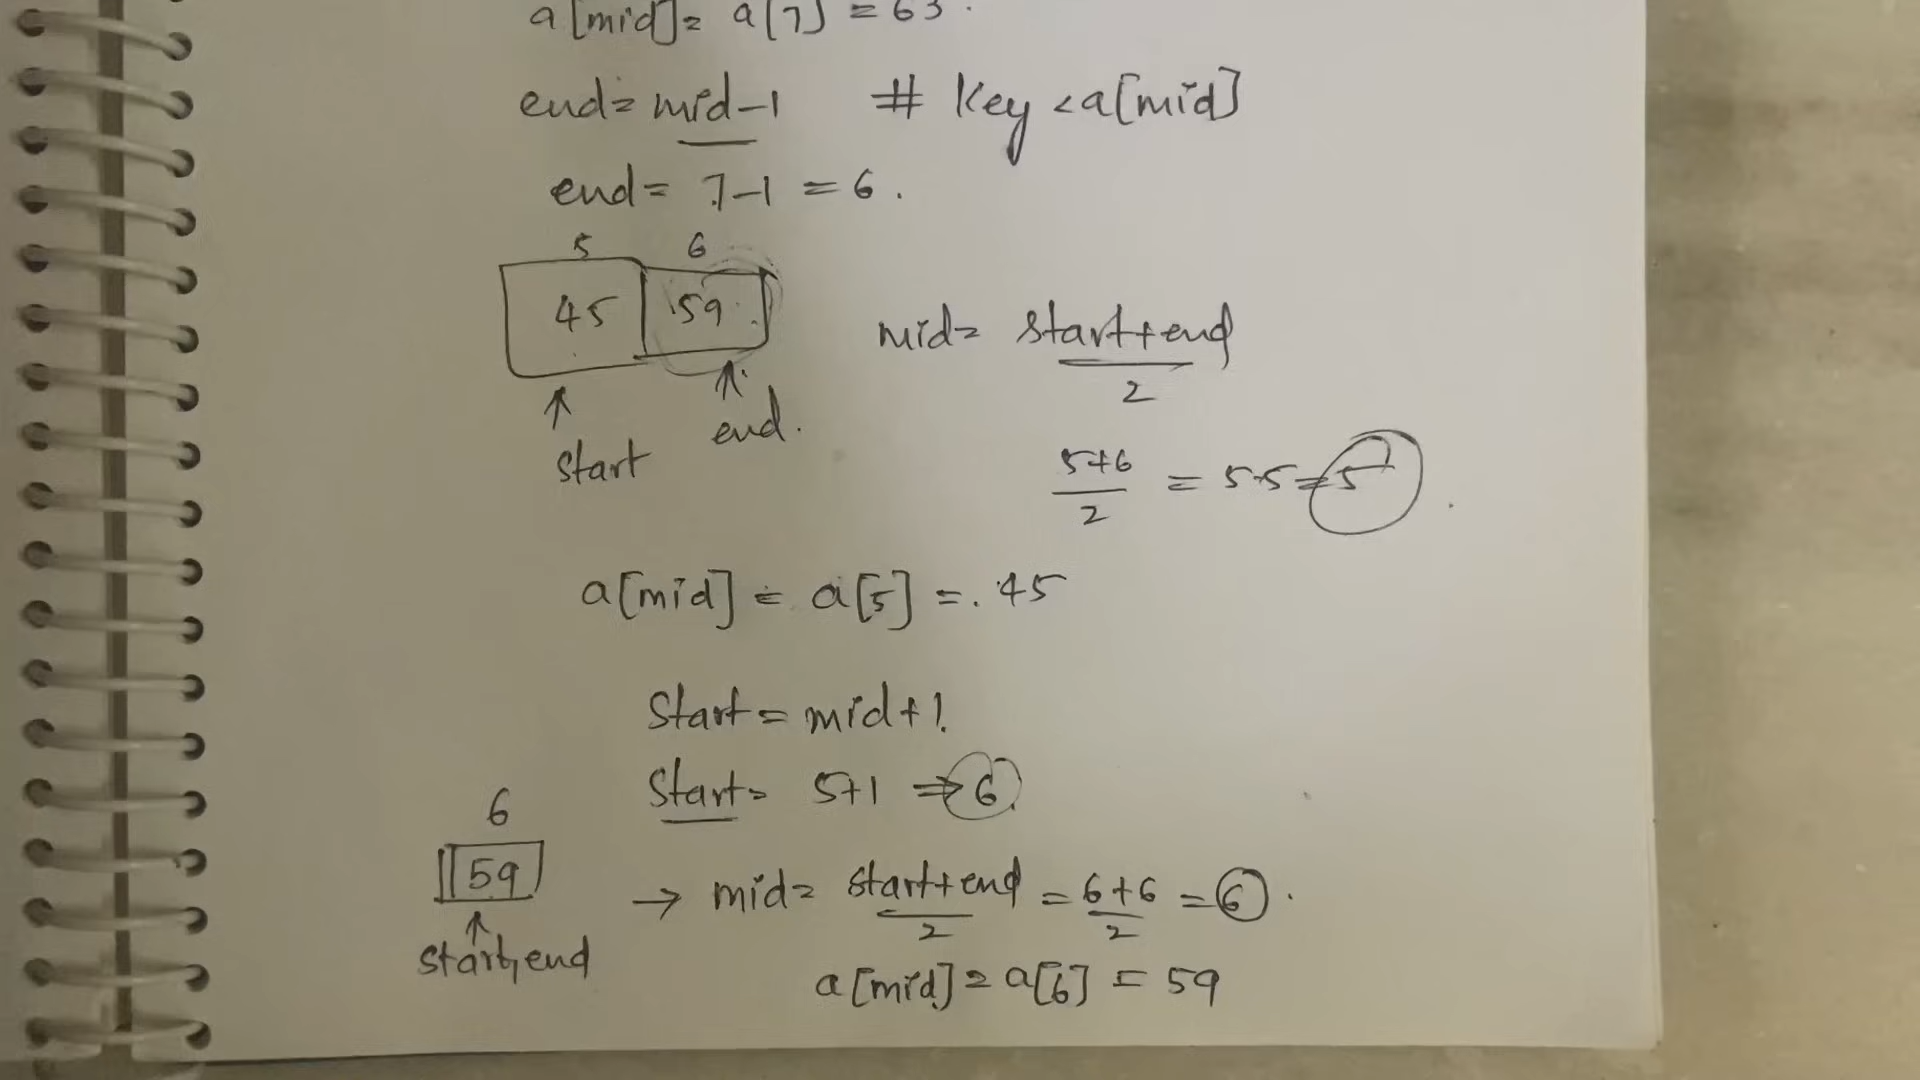 a[mid]= a[7] = 63.
end= mid-1 # key <a[mid]
end= 7-1 = 6.
5 6
45 59
start end.
mid= start+end
2
5+6
2
= 5.5=5
a[mid] = a[5] =. 45
Start= mid+1.
Start= 5+1 ⇒ 6.
6
59
start,end
→ mid= start+end = 6+6 = 6.
2 2
a[mid]= a[6] = 59